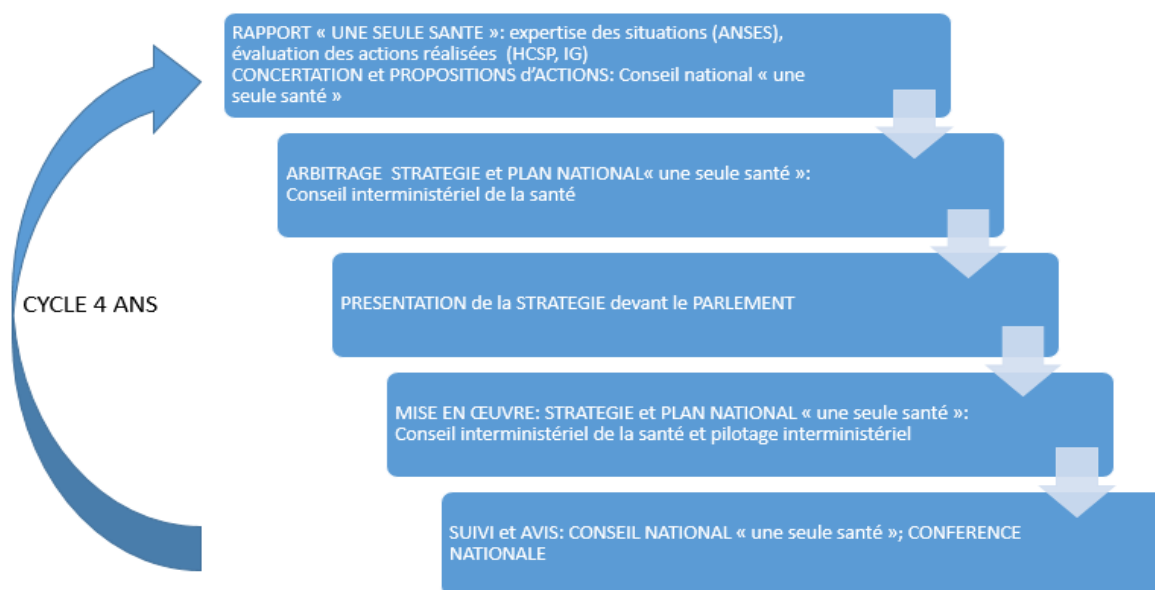 RAPPORT « UNE SEULE SANTE »: expertise des situations (ANSES),
évaluation des actions réalisées  (HCSP, IG)
CONCERTATION et PROPOSITIONS d’ACTIONS: Conseil national « une
seule santé »
ARBITRAGE  STRATEGIE et PLAN NATIONAL« une seule santé »:
Conseil interministériel de la santé
CYCLE 4 ANS
PRESENTATION de la STRATEGIE devant le PARLEMENT
MISE EN ŒUVRE: STRATEGIE et PLAN NATIONAL « une seule santé »:
Conseil interministériel de la santé et pilotage interministériel
SUIVI et AVIS: CONSEIL NATIONAL « une seule santé »; CONFERENCE
NATIONALE